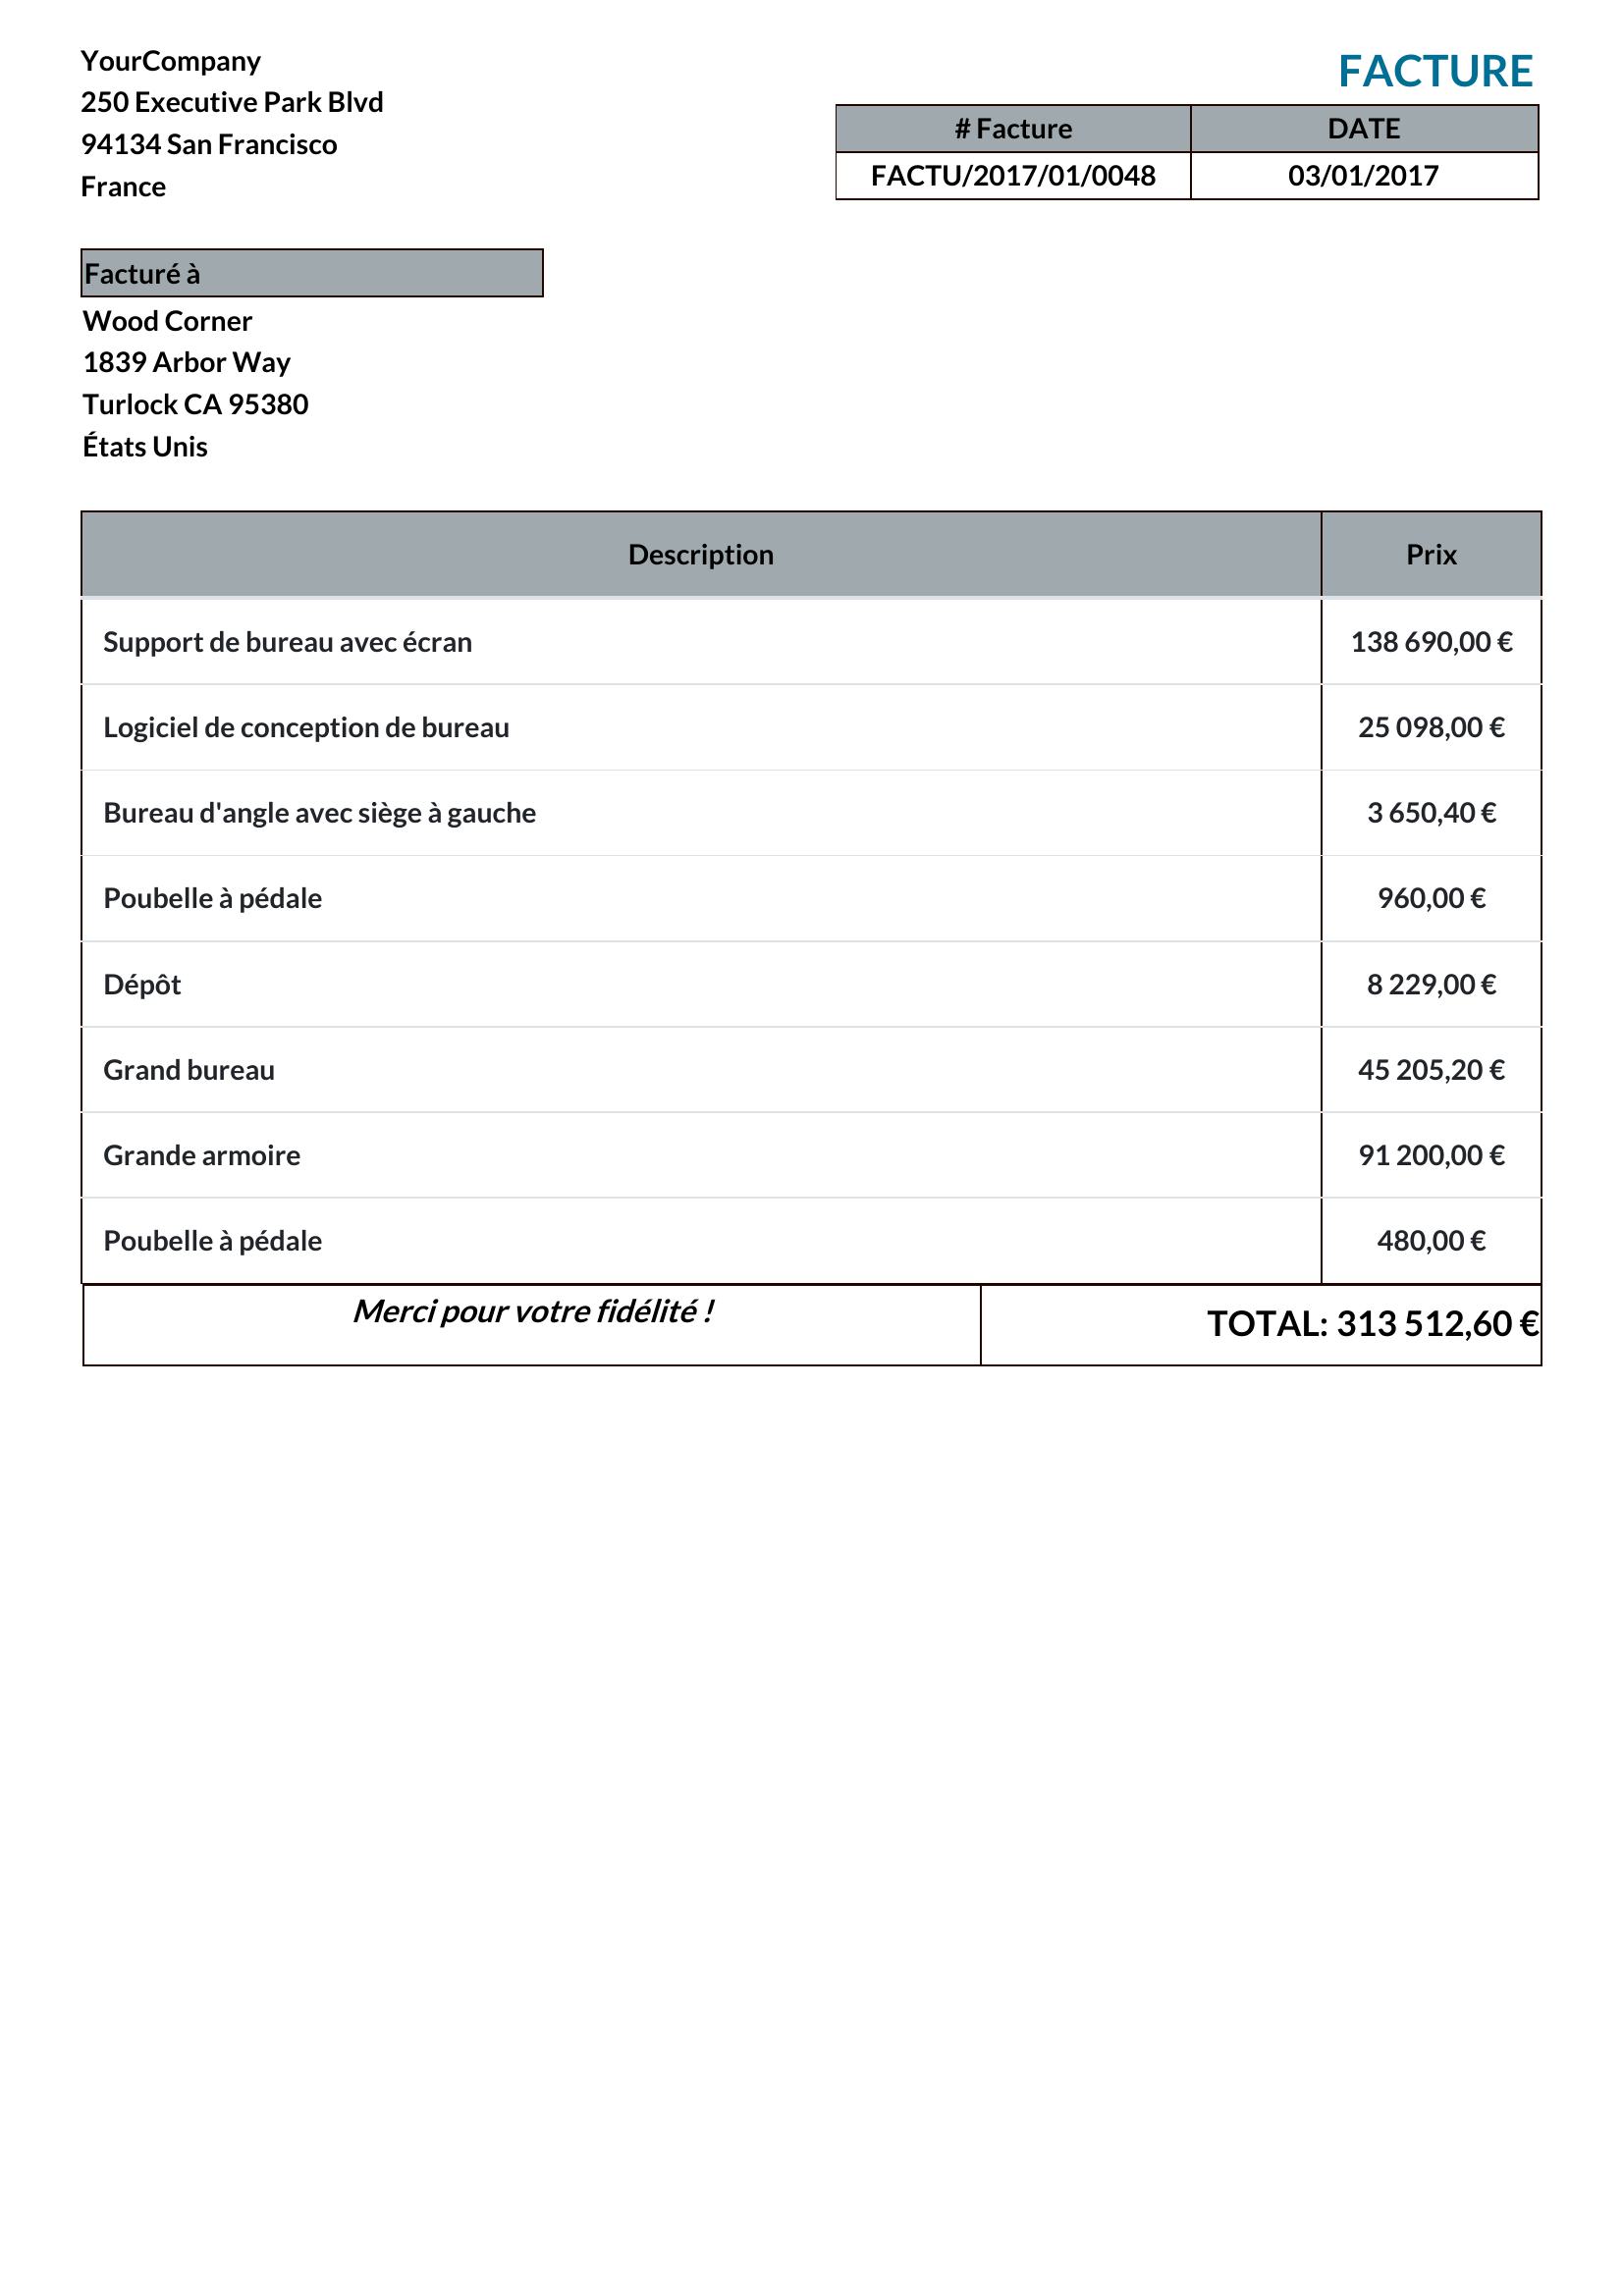 YourCompany
250 Executive Park Blvd
94134 San Francisco
France
FACTURE
# Facture DATE
FACTU/2017/01/0048 03/01/2017
Facturé à
Wood Corner
1839 Arbor Way
Turlock CA 95380
États Unis
Description Prix
Support de bureau avec écran 138 690,00 €
Logiciel de conception de bureau 25 098,00 €
Bureau d'angle avec siège à gauche 3 650,40 €
Poubelle à pédale 960,00 €
Dépôt 8 229,00 €
Grand bureau 45 205,20 €
Grande armoire 91 200,00 €
Poubelle à pédale 480,00 €
Merci pour votre fidélité !
TOTAL: 313 512,60 €